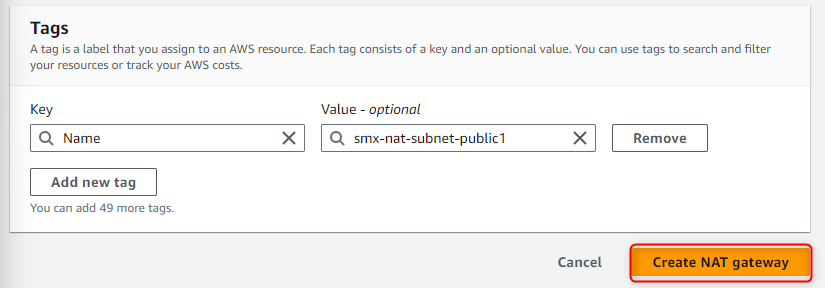 Tags
A tag is a label that you assign to an AWS resource. Each tag consists of a key and an optional value. You can use tags to search and filter
your resources or track your AWS costs.
Key
Value - optional
Name
smx-nat-subnet-public1
Remove
Add new tag
You can add 49 more tags.
Cancel
Create NAT gateway